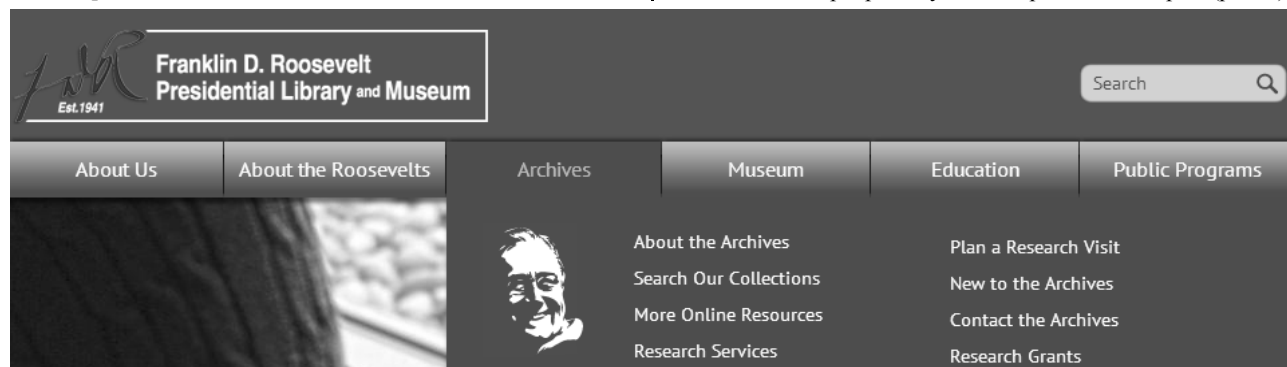 Franklin D. Roosevelt
Presidential Library and Museum
FDR
Est.1941
Search
About Us
About the Roosevelts
Archives
Museum
Education
Public Programs
About the Archives
Search Our Collections
More Online Resources
Research Services
Plan a Research Visit
New to the Archives
Contact the Archives
Research Grants